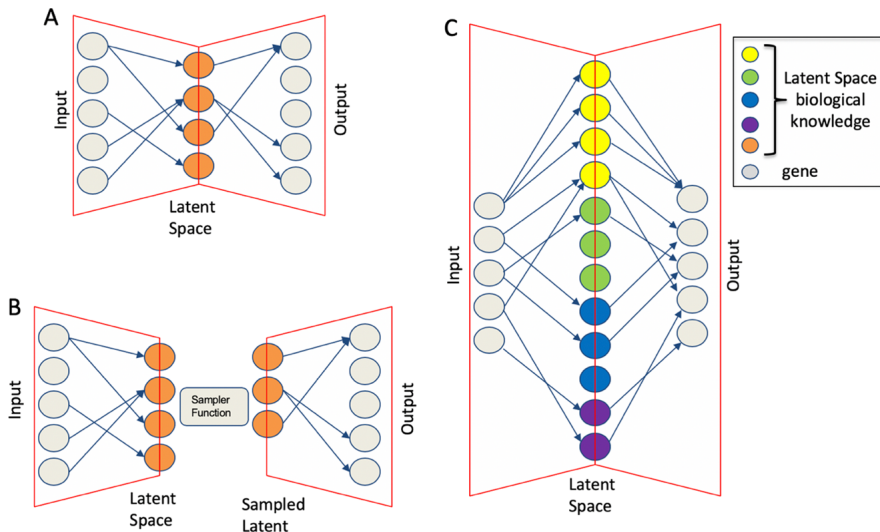 A
Input
Output
Latent
Space
B
Input
Sampler
Function
Output
Latent
Space
Sampled
Latent
C
Input
Output
Latent
Space
Latent Space
biological
knowledge
gene